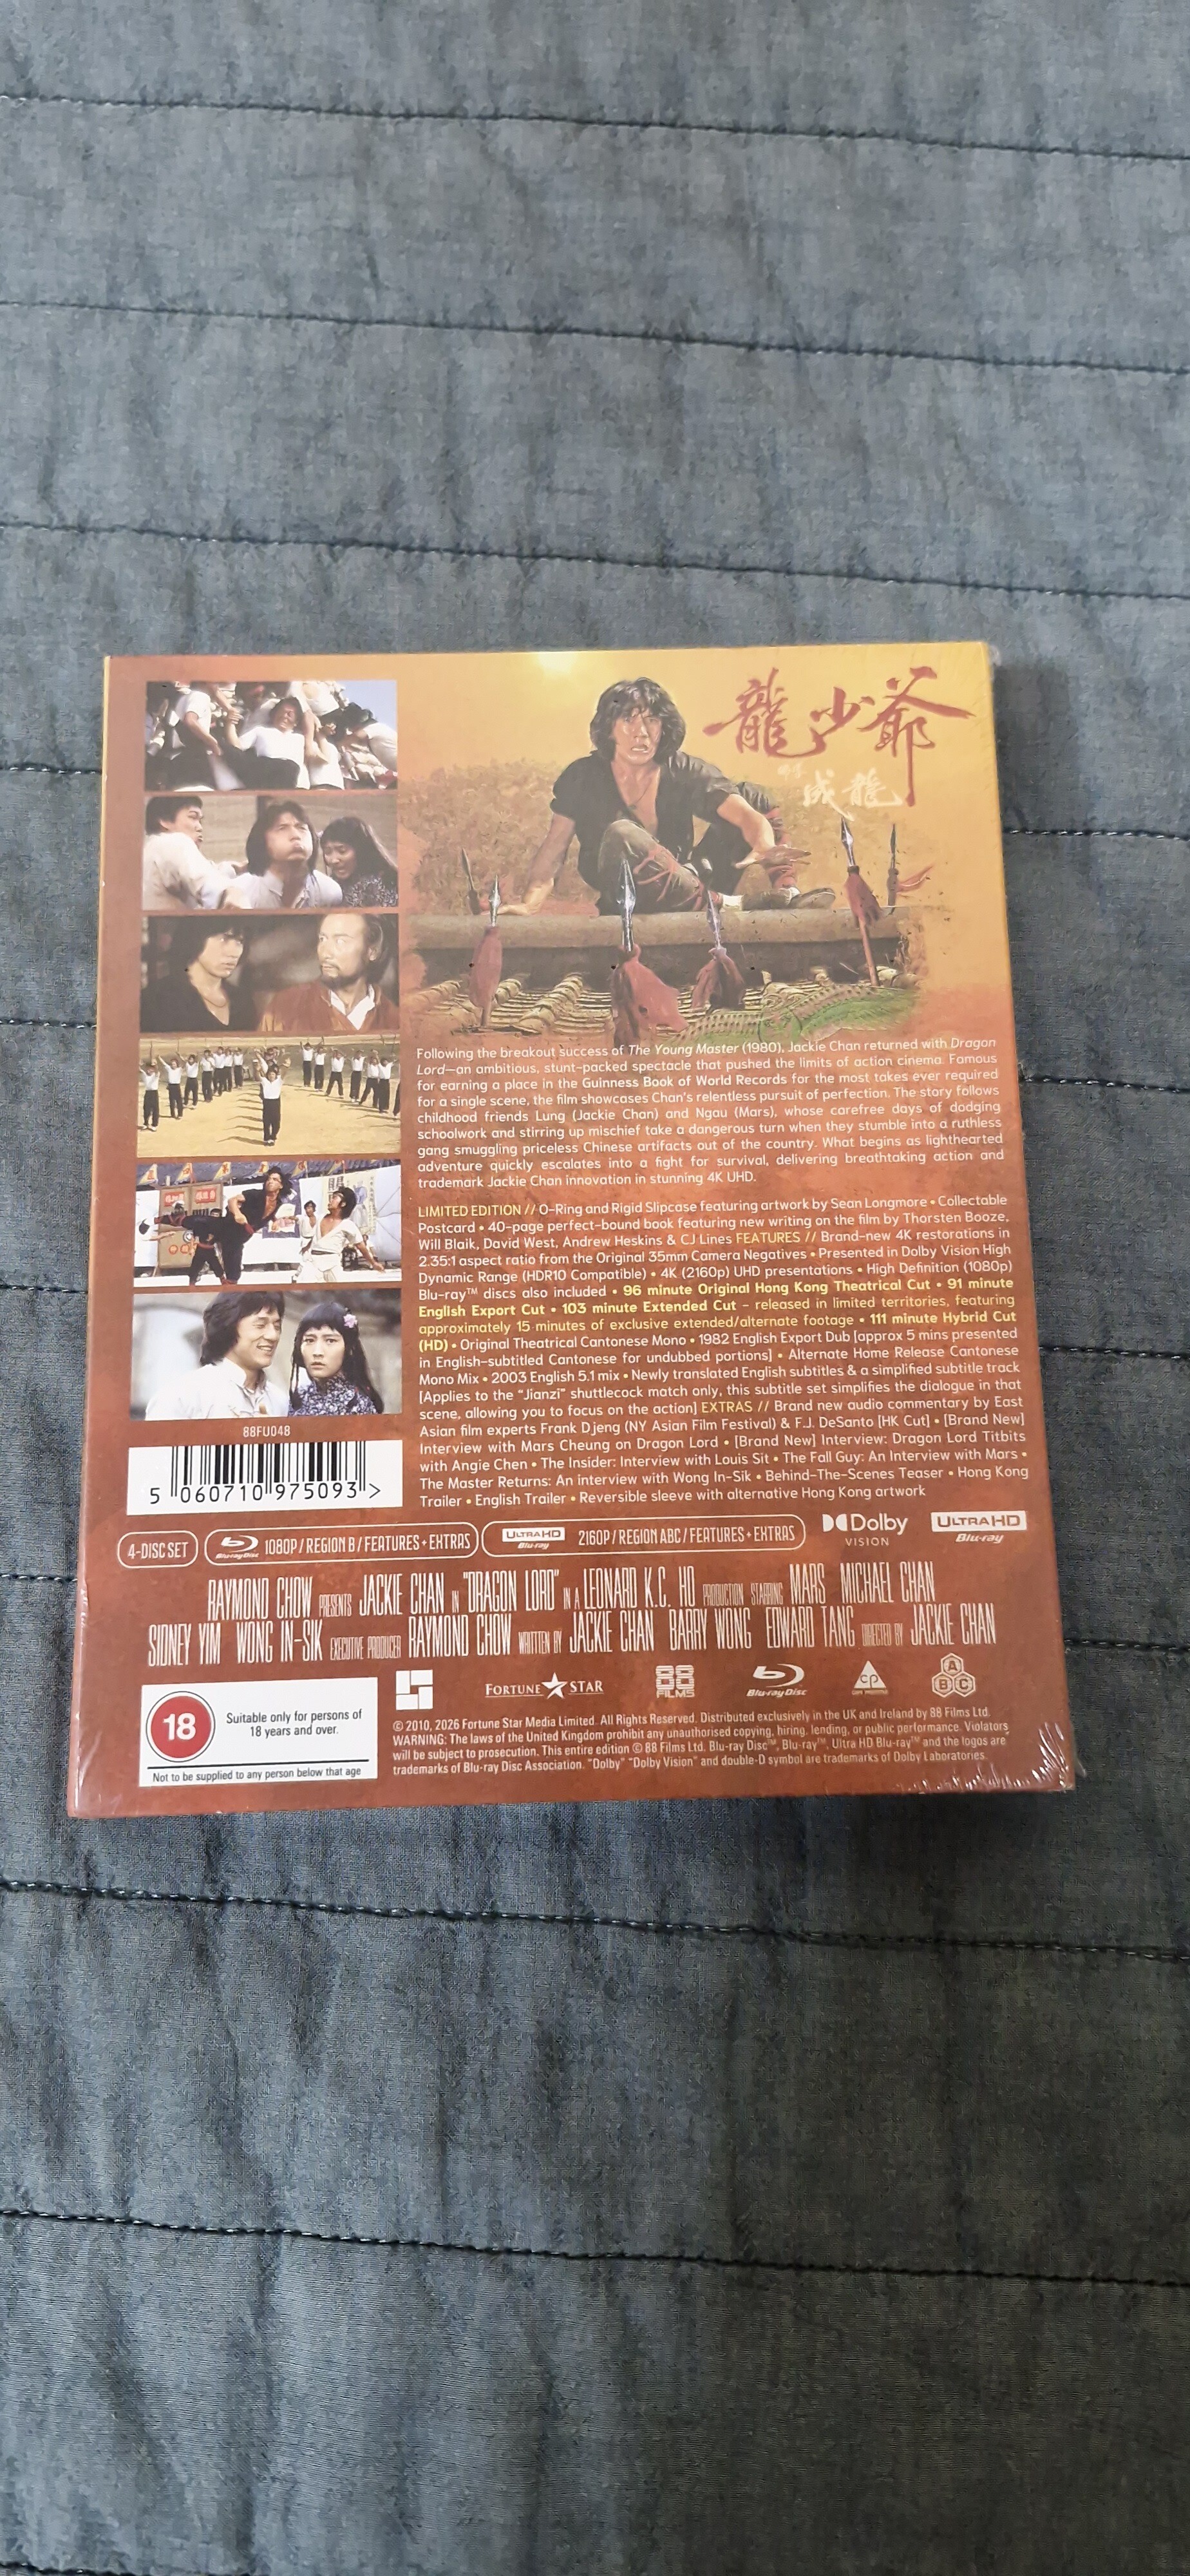 龍少爺
成龍
Following the breakout success of The Young Master (1980), Jackie Chan returned with Dragon
Lord—an ambitious, stunt-packed spectacle that pushed the limits of action cinema. Famous
for earning a place in the Guinness Book of World Records for the most takes ever required
for a single scene, the film showcases Chan's relentless pursuit of perfection. The story follows
childhood friends Lung (Jackie Chan) and Ngau (Mars), whose carefree days of dodging
schoolwork and stirring up mischief take a dangerous turn when they stumble into a ruthless
gang smuggling priceless Chinese artifacts out of the country. What begins as lighthearted
adventure quickly escalates into a fight for survival, delivering breathtaking action and
trademark Jackie Chan innovation in stunning 4K UHD.
LIMITED EDITION // O-Ring and Rigid Slipcase featuring artwork by Sean Longmore • Collectable
Postcard • 40-page perfect-bound book featuring new writing on the film by Thorsten Booze,
Will Blaik, David West, Andrew Heskins & CJ Lines FEATURES // Brand-new 4K restorations in
2.35:1 aspect ratio from the Original 35mm Camera Negatives • Presented in Dolby Vision High
Dynamic Range (HDR10 Compatible) • 4K (2160p) UHD presentations • High Definition (1080p)
Blu-ray™ discs also included • 96 minute Original Hong Kong Theatrical Cut • 91 minute
English Export Cut • 103 minute Extended Cut – released in limited territories, featuring
approximately 15 minutes of exclusive extended/alternate footage • 111 minute Hybrid Cut
(HD) • Original Theatrical Cantonese Mono • 1982 English Export Dub [approx 5 mins presented
in English-subtitled Cantonese for undubbed portions] • Alternate Home Release Cantonese
Mono Mix • 2003 English 5.1 mix • Newly translated English subtitles & a simplified subtitle track
[Applies to the "Jianzi" shuttlecock match only, this subtitle set simplifies the dialogue in that
scene, allowing you to focus on the action] EXTRAS // Brand new audio commentary by East
Asian film experts Frank Djeng (NY Asian Film Festival) & F.J. DeSanto [HK Cut] • [Brand New]
Interview with Mars Cheung on Dragon Lord • [Brand New] Interview: Dragon Lord Titbits
with Angie Chen • The Insider: Interview with Louis Sit • The Fall Guy: An Interview with Mars •
The Master Returns: An interview with Wong In-Sik • Behind-The-Scenes Teaser • Hong Kong
Trailer • English Trailer • Reversible sleeve with alternative Hong Kong artwork
88FU048
5 060710 975093 >
4-DISC SET
Blu-ray Disc 1080P / REGION B / FEATURES + EXTRAS
ULTRA HD Blu-ray 2160P / REGION ABC / FEATURES + EXTRAS
Dolby VISION
ULTRA HD Blu-ray
RAYMOND CHOW PRESENTS JACKIE CHAN IN "DRAGON LORD" IN A LEONARD K.C. HO PRODUCTION STARRING MARS MICHAEL CHAN
SIDNEY YIM WONG IN-SIK EXECUTIVE PRODUCER RAYMOND CHOW WRITTEN BY JACKIE CHAN BARRY WONG EDWARD TANG DIRECTED BY JACKIE CHAN
FORTUNE STAR
88 FILMS
Blu-ray Disc
CP
A B C
18
Suitable only for persons of
18 years and over.
Not to be supplied to any person below that age
© 2010, 2026 Fortune Star Media Limited. All Rights Reserved. Distributed exclusively in the UK and Ireland by 88 Films Ltd.
WARNING: The laws of the United Kingdom prohibit any unauthorised copying, hiring, lending, or public performance. Violators
will be subject to prosecution. This entire edition © 88 Films Ltd. Blu-ray Disc™, Blu-ray™, Ultra HD Blu-ray™ and the logos are
trademarks of Blu-ray Disc Association. "Dolby" "Dolby Vision" and double-D symbol are trademarks of Dolby Laboratories.